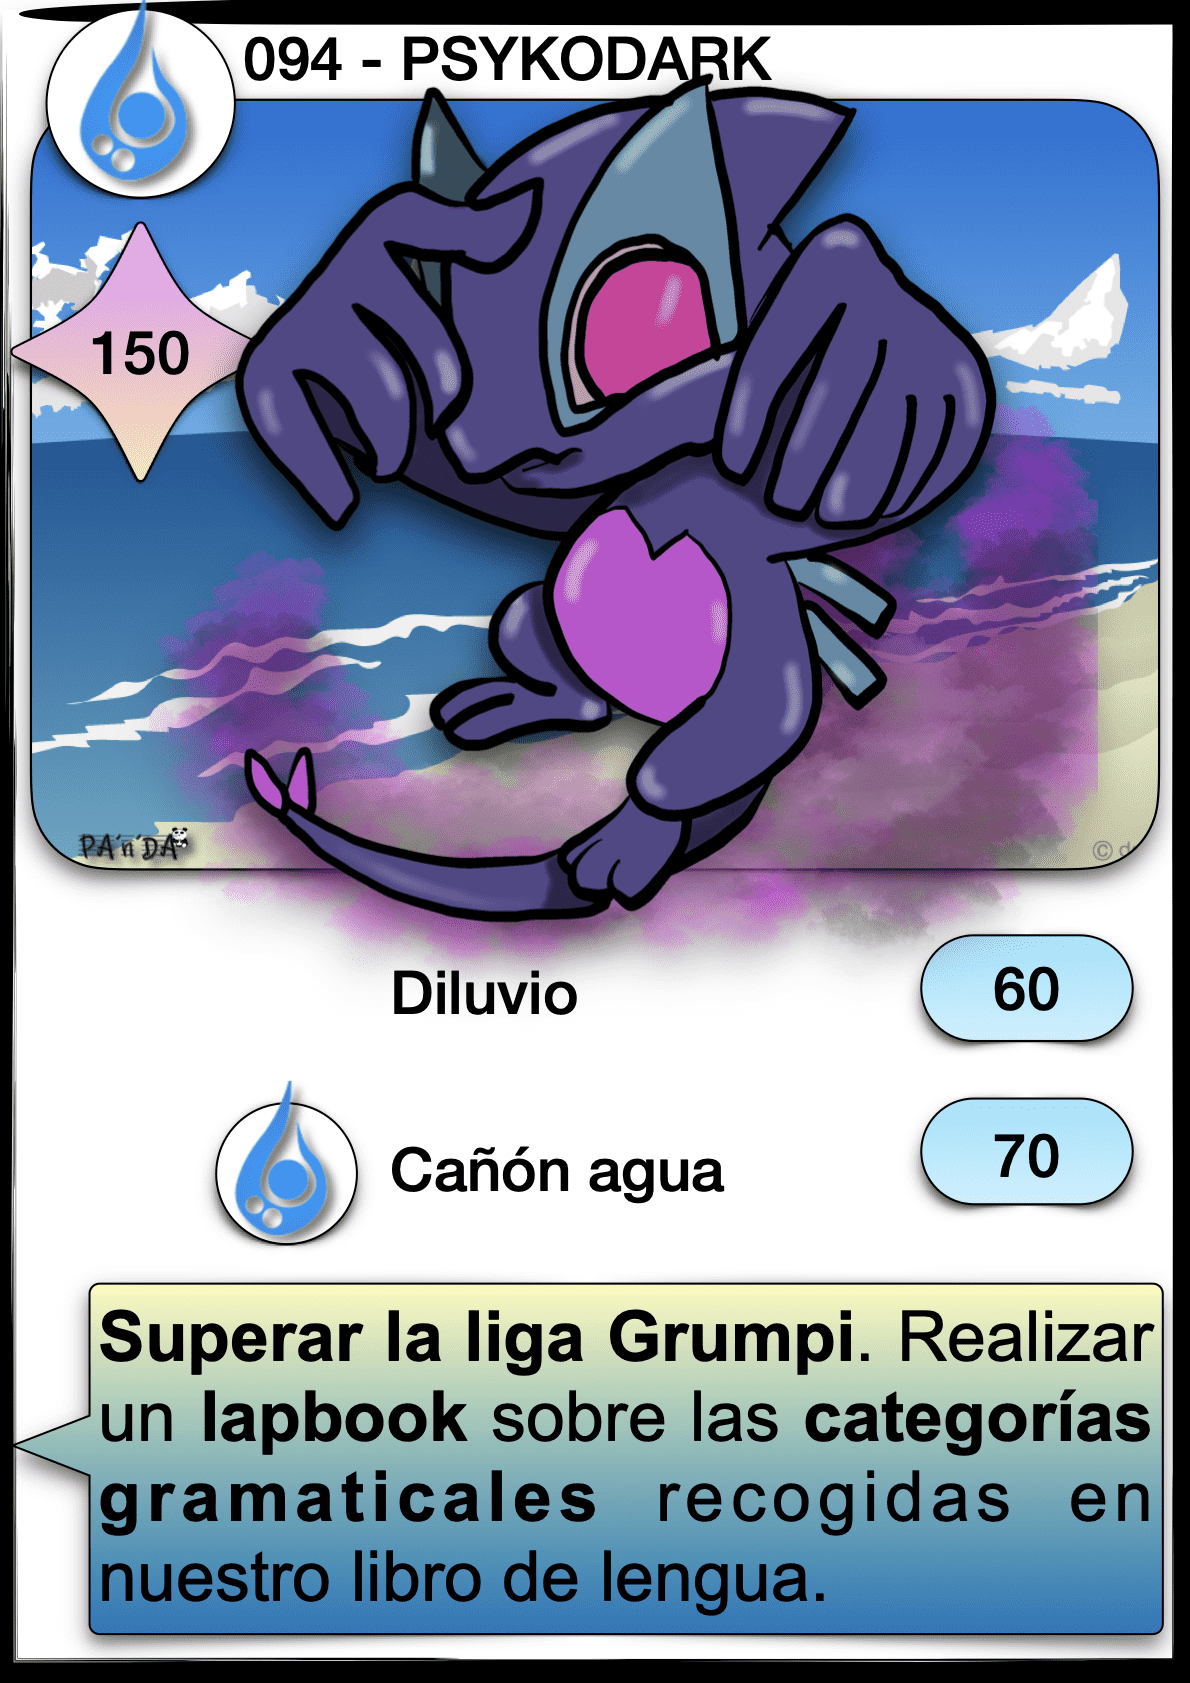 094 - PSYKODARK
150
PA'n'DA
Diluvio
60
Cañón agua
70
Superar la liga Grumpi. Realizar
un lapbook sobre las categorías
gramaticales recogidas en
nuestro libro de lengua.